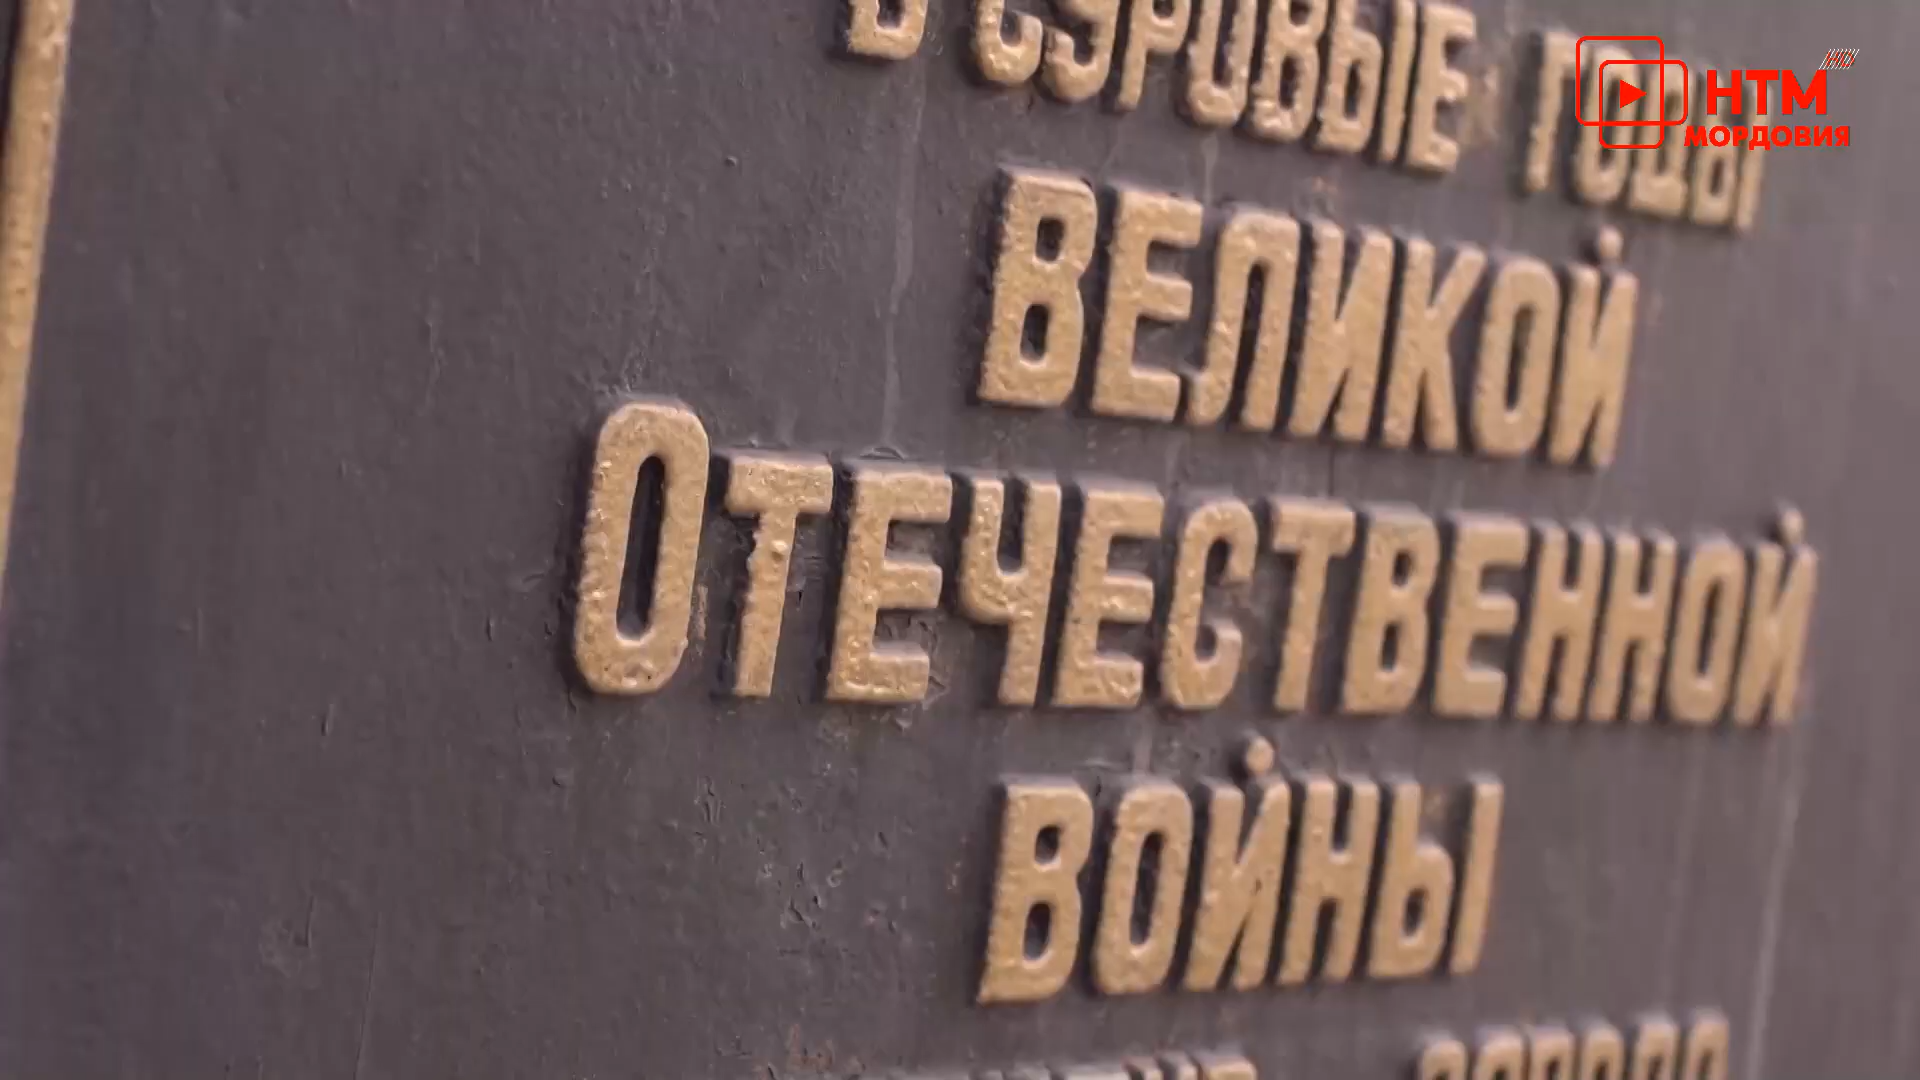 В СУРОВЫЕ ГОДЫ
ВЕЛИКОЙ
ОТЕЧЕСТВЕННОЙ
ВОЙНЫ
НТМ
МОРДОВИЯ